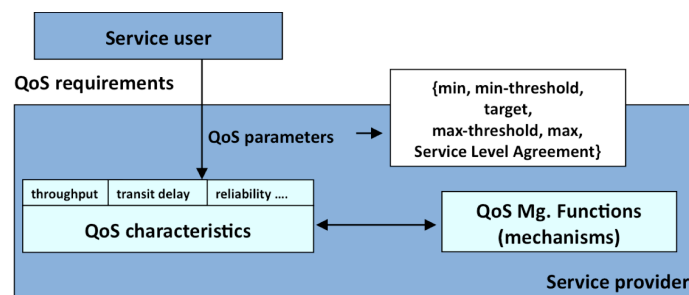 Service user
QoS requirements
{min, min-threshold,
target,
max-threshold, max,
Service Level Agreement}
QoS parameters
throughput
transit delay
reliability ....
QoS characteristics
QoS Mg. Functions
(mechanisms)
Service provider